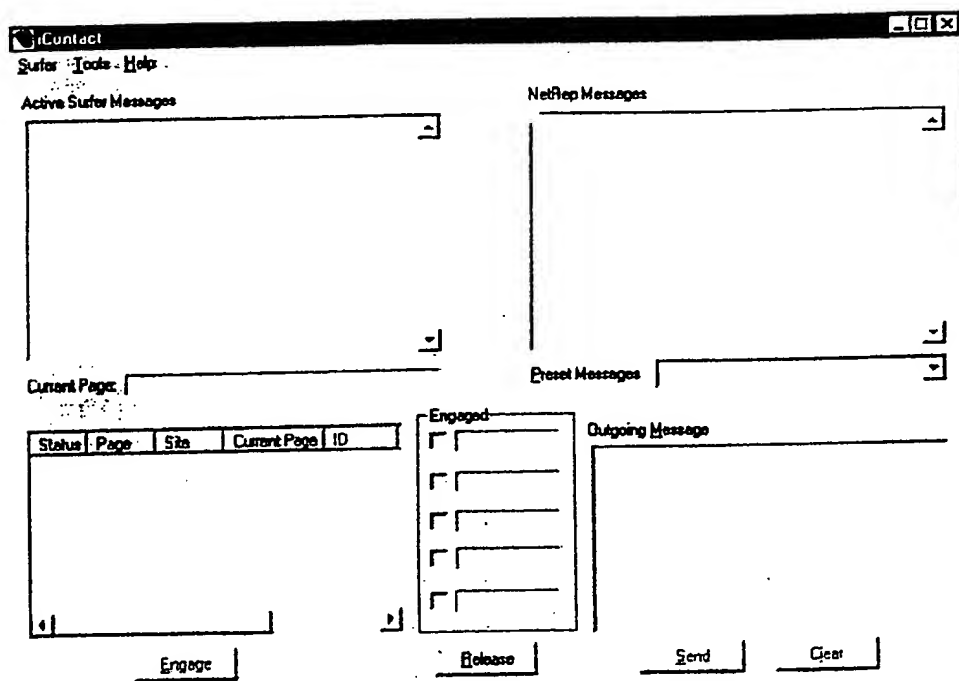 iContact
Surfer Tools Help
Active Surfer Messages
NetRep Messages
Current Page:
Preset Messages
Status Page Site Current Page ID
Engaged
Outgoing Message
Engage
Release
Send
Clear